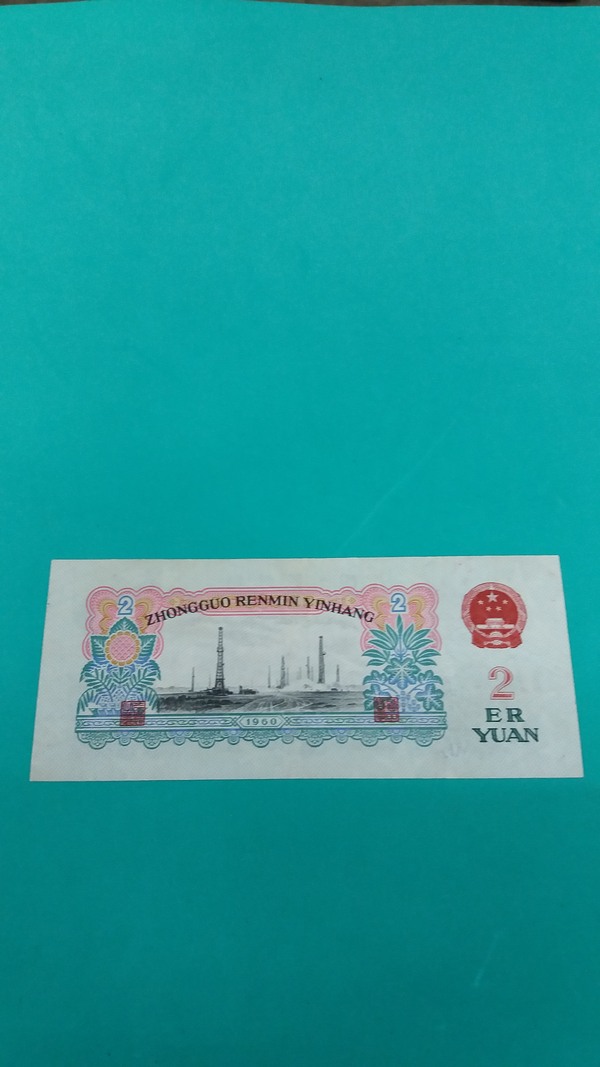 2
ZHONGGUO RENMIN YINHANG
2
1960
2
ER
YUAN